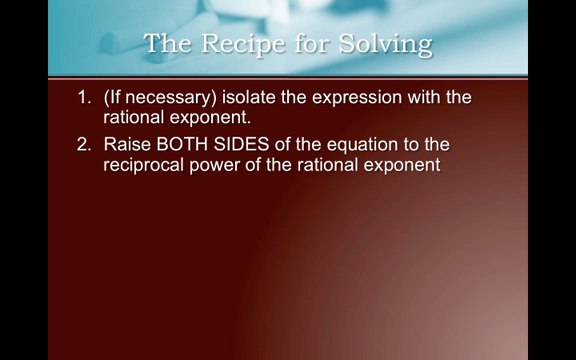 The Recipe for Solving
1. (If necessary) isolate the expression with the
rational exponent.
2. Raise BOTH SIDES of the equation to the
reciprocal power of the rational exponent